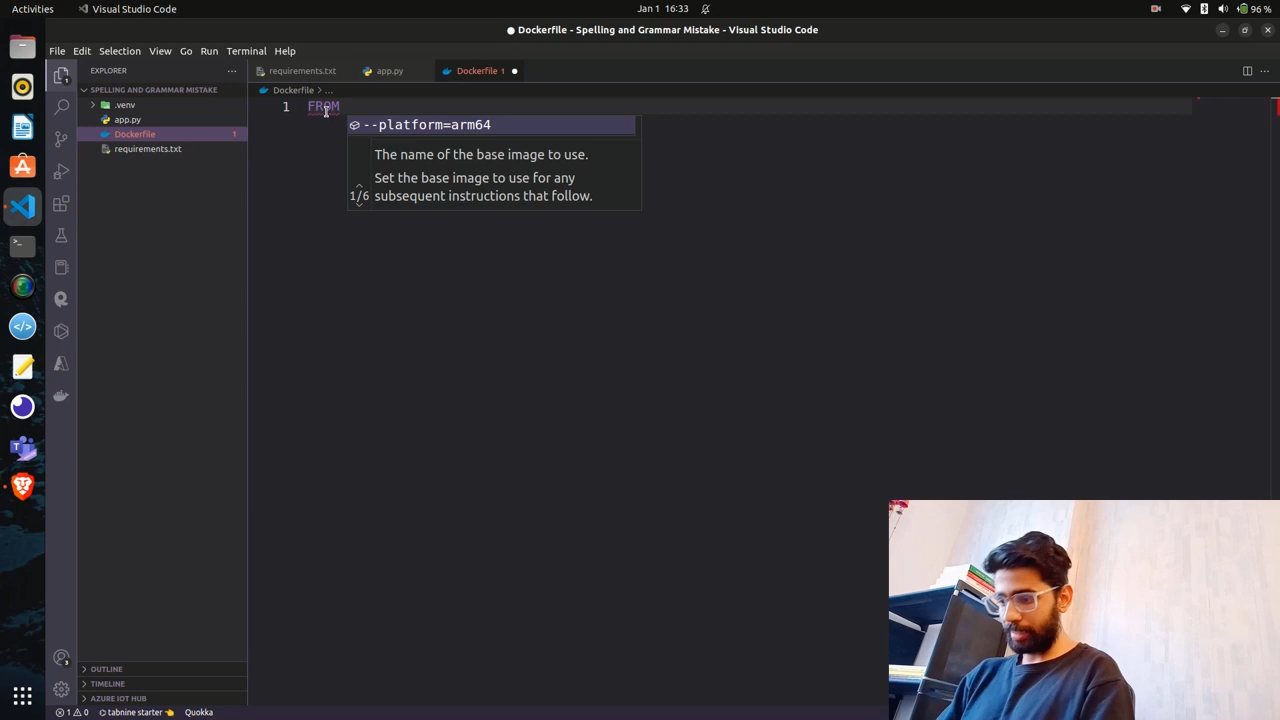 Activities
Visual Studio Code
Jan 1 16:33
96 %
Dockerfile - Spelling and Grammar Mistake - Visual Studio Code
File Edit Selection View Go Run Terminal Help
EXPLORER
requirements.txt
app.py
Dockerfile 1
SPELLING AND GRAMMAR MISTAKE
Dockerfile > ...
.venv
app.py
Dockerfile 1
requirements.txt
1 FROM
--platform=arm64
The name of the base image to use.
Set the base image to use for any
1/6 subsequent instructions that follow.
1
3
OUTLINE
TIMELINE
AZURE IOT HUB
1 0 tabnine starter Quokka